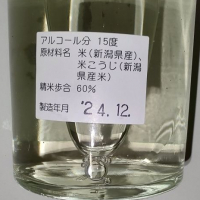 アルコール分 15度
原材料名 米(新潟県産)、
米こうじ(新潟
県産米)
精米歩合 60%
製造年月 '24.12.